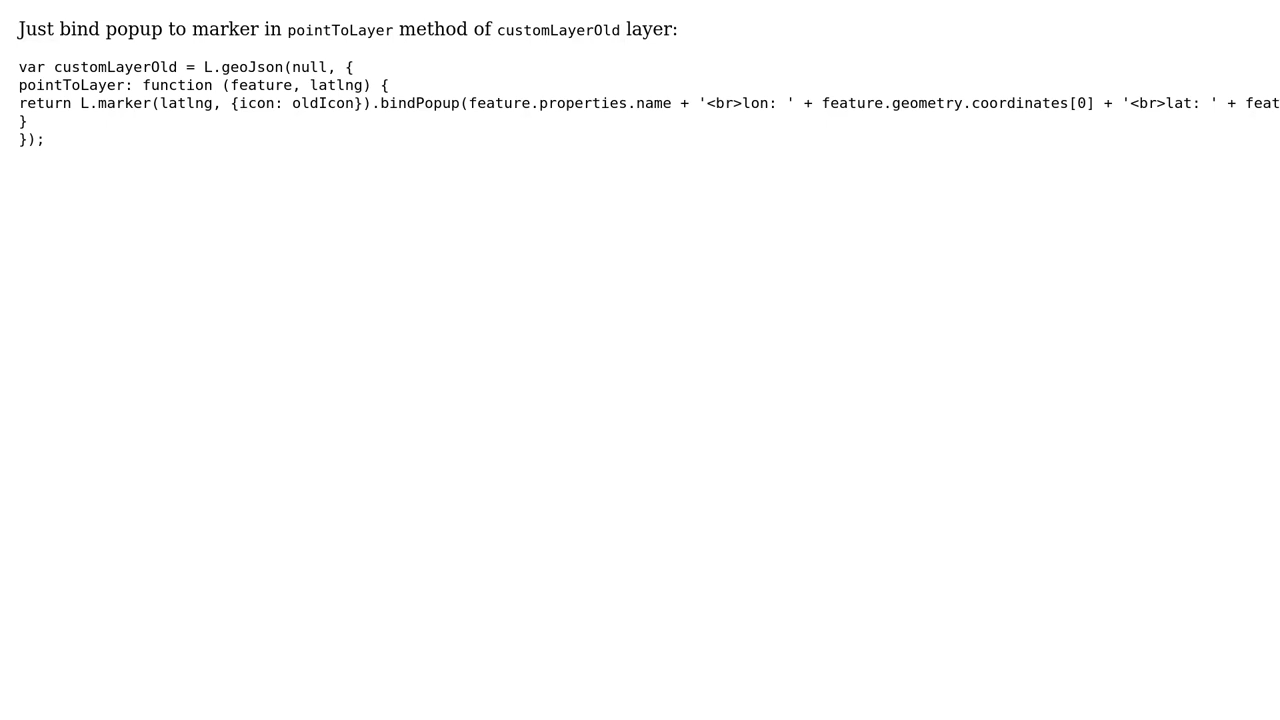 Just bind popup to marker in pointToLayer method of customLayerOld layer:
var customLayerOld = L.geoJson(null, {
pointToLayer: function (feature, latlng) {
return L.marker(latlng, {icon: oldIcon}).bindPopup(feature.properties.name + '<br>lon: ' + feature.geometry.coordinates[0] + '<br>lat: ' + feat
}
});